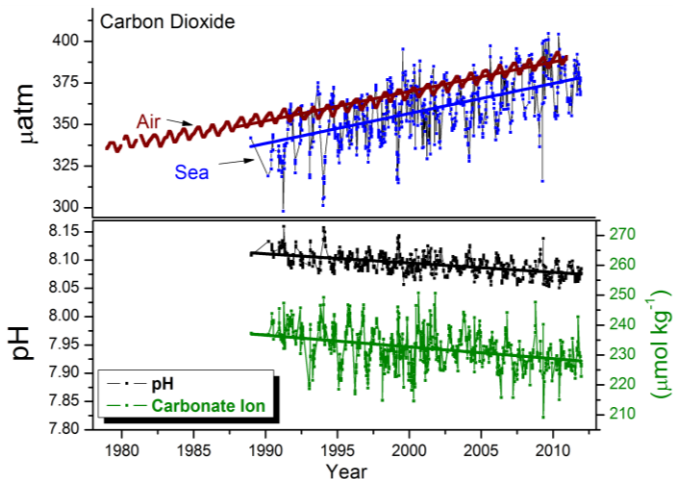 Carbon Dioxide
400
375
350
325
300
µatm
Air
Sea
8.15
8.10
8.05
8.00
7.95
7.90
7.85
7.80
pH
270
260
250
240
230
220
210
(µmol kg⁻¹)
pH
Carbonate Ion
1980 1985 1990 1995 2000 2005 2010
Year